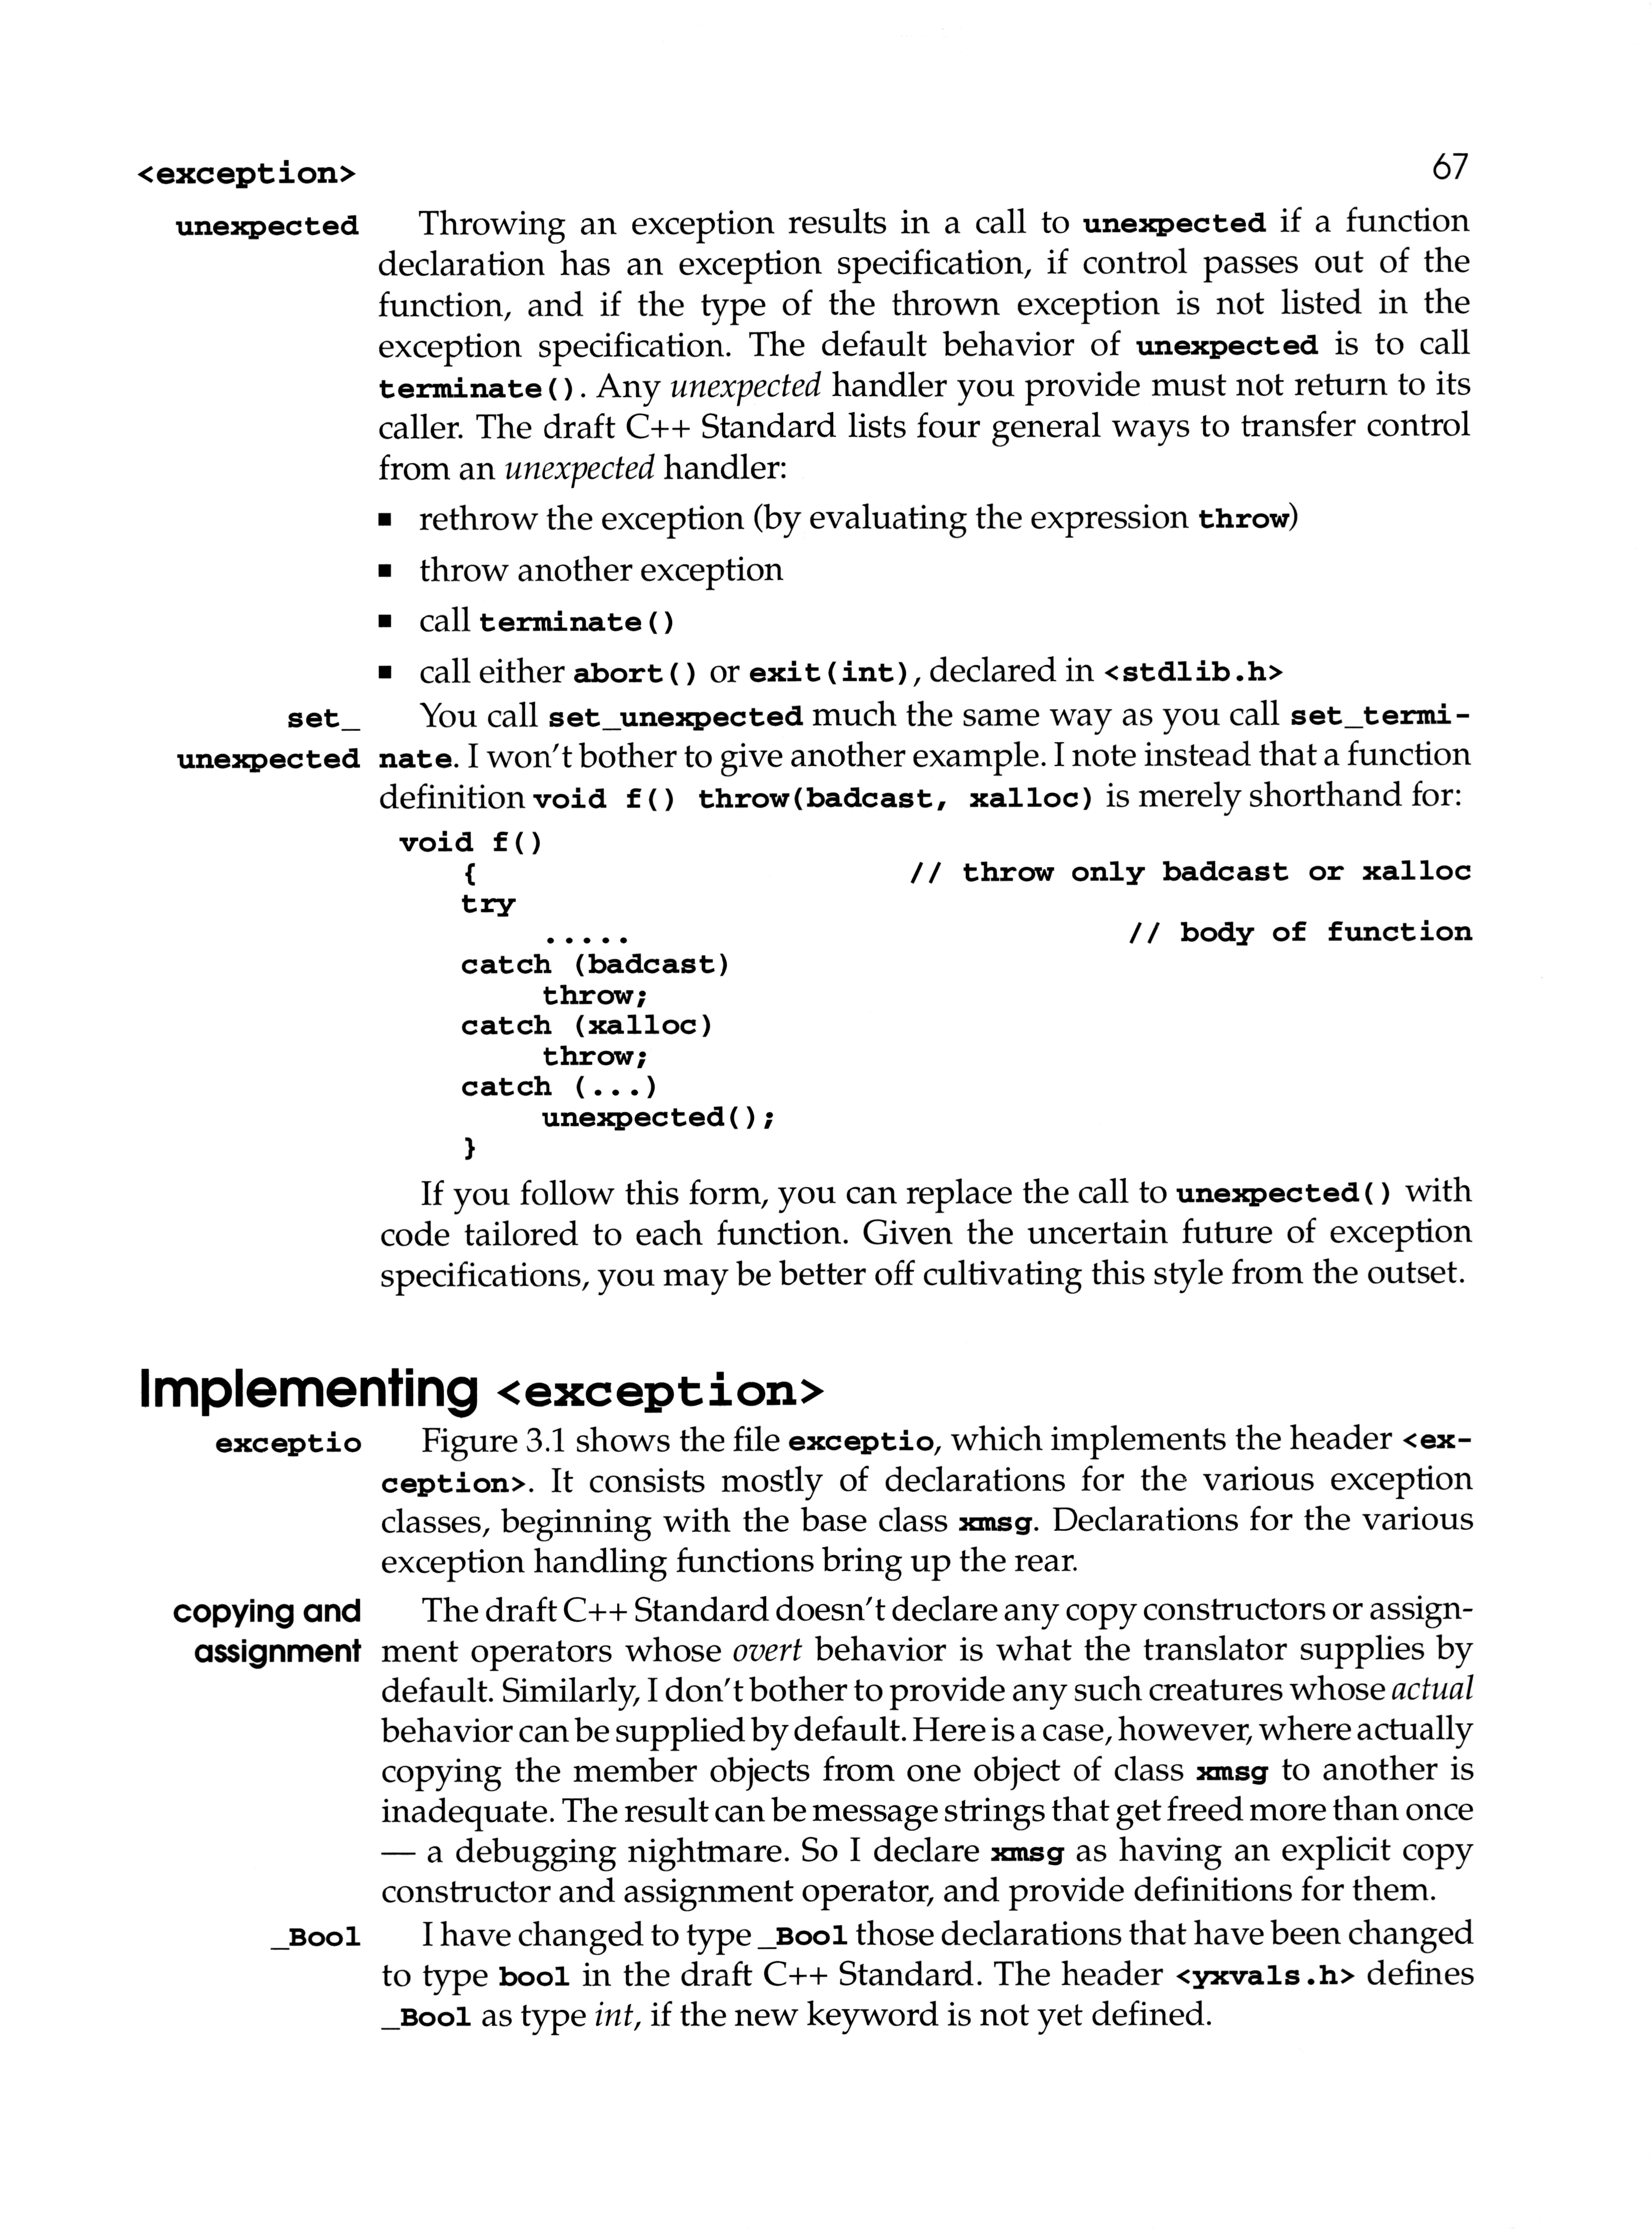 <exception> 67
unexpected Throwing an exception results in a call to unexpected if a function
declaration has an exception specification, if control passes out of the
function, and if the type of the thrown exception is not listed in the
exception specification. The default behavior of unexpected is to call
terminate(). Any unexpected handler you provide must not return to its
caller. The draft C++ Standard lists four general ways to transfer control
from an unexpected handler:
■ rethrow the exception (by evaluating the expression throw)
■ throw another exception
■ call terminate()
■ call either abort() or exit(int), declared in <stdlib.h>
set_ You call set_unexpected much the same way as you call set_termi-
unexpected nate. I won't bother to give another example. I note instead that a function
definition void f() throw(badcast, xalloc) is merely shorthand for:
void f()
{ // throw only badcast or xalloc
try
..... // body of function
catch (badcast)
throw;
catch (xalloc)
throw;
catch (...)
unexpected();
}
If you follow this form, you can replace the call to unexpected() with
code tailored to each function. Given the uncertain future of exception
specifications, you may be better off cultivating this style from the outset.
Implementing <exception>
exceptio Figure 3.1 shows the file exceptio, which implements the header <ex-
ception>. It consists mostly of declarations for the various exception
classes, beginning with the base class xmsg. Declarations for the various
exception handling functions bring up the rear.
copying and The draft C++ Standard doesn't declare any copy constructors or assign-
assignment ment operators whose overt behavior is what the translator supplies by
default. Similarly, I don't bother to provide any such creatures whose actual
behavior can be supplied by default. Here is a case, however, where actually
copying the member objects from one object of class xmsg to another is
inadequate. The result can be message strings that get freed more than once
— a debugging nightmare. So I declare xmsg as having an explicit copy
constructor and assignment operator, and provide definitions for them.
_Bool I have changed to type _Bool those declarations that have been changed
to type bool in the draft C++ Standard. The header <yxvals.h> defines
_Bool as type int, if the new keyword is not yet defined.